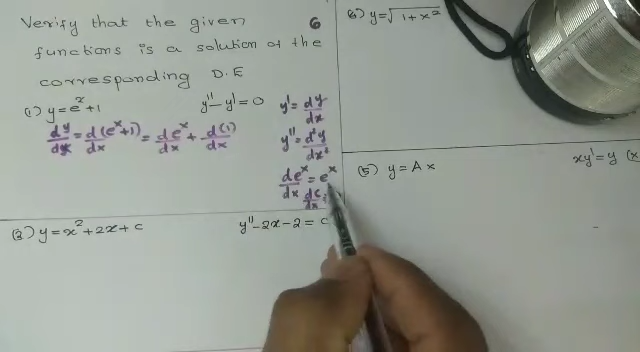 Verify that the given 6
functions is a solution of the
corresponding D.E
(1) y = e^x + 1 y'' - y' = 0
dy/dx = d(e^x+1)/dx = de^x/dx + d(1)/dx
y' = dy/dx
y'' = d²y/dx²
de^x/dx = e^x
dc/dx =
(2) y = x² + 2x + c y'' - 2x - 2 = c
y = √1+x²
(5) y = Ax xy' = y (x